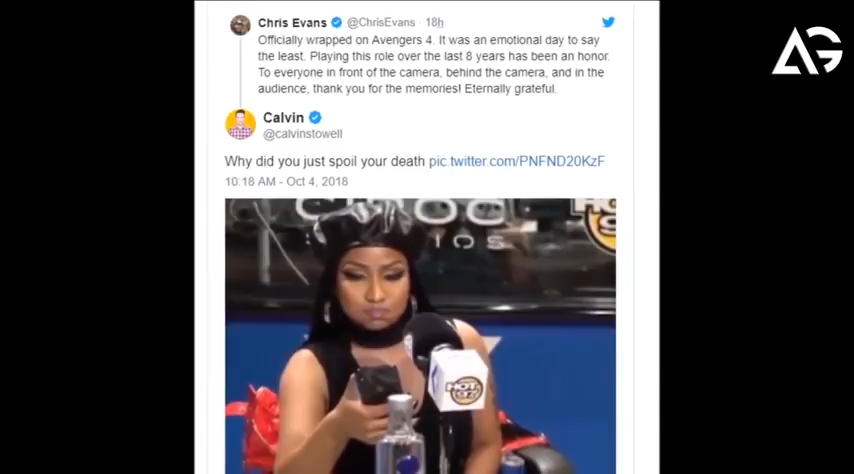 Chris Evans @ChrisEvans · 18h
Officially wrapped on Avengers 4. It was an emotional day to say
the least. Playing this role over the last 8 years has been an honor.
To everyone in front of the camera, behind the camera, and in the
audience, thank you for the memories! Eternally grateful.
Calvin
@calvinstowell
Why did you just spoil your death pic.twitter.com/PNFND20KzF
10:18 AM - Oct 4, 2018
HOT
97
HOT
97
AG